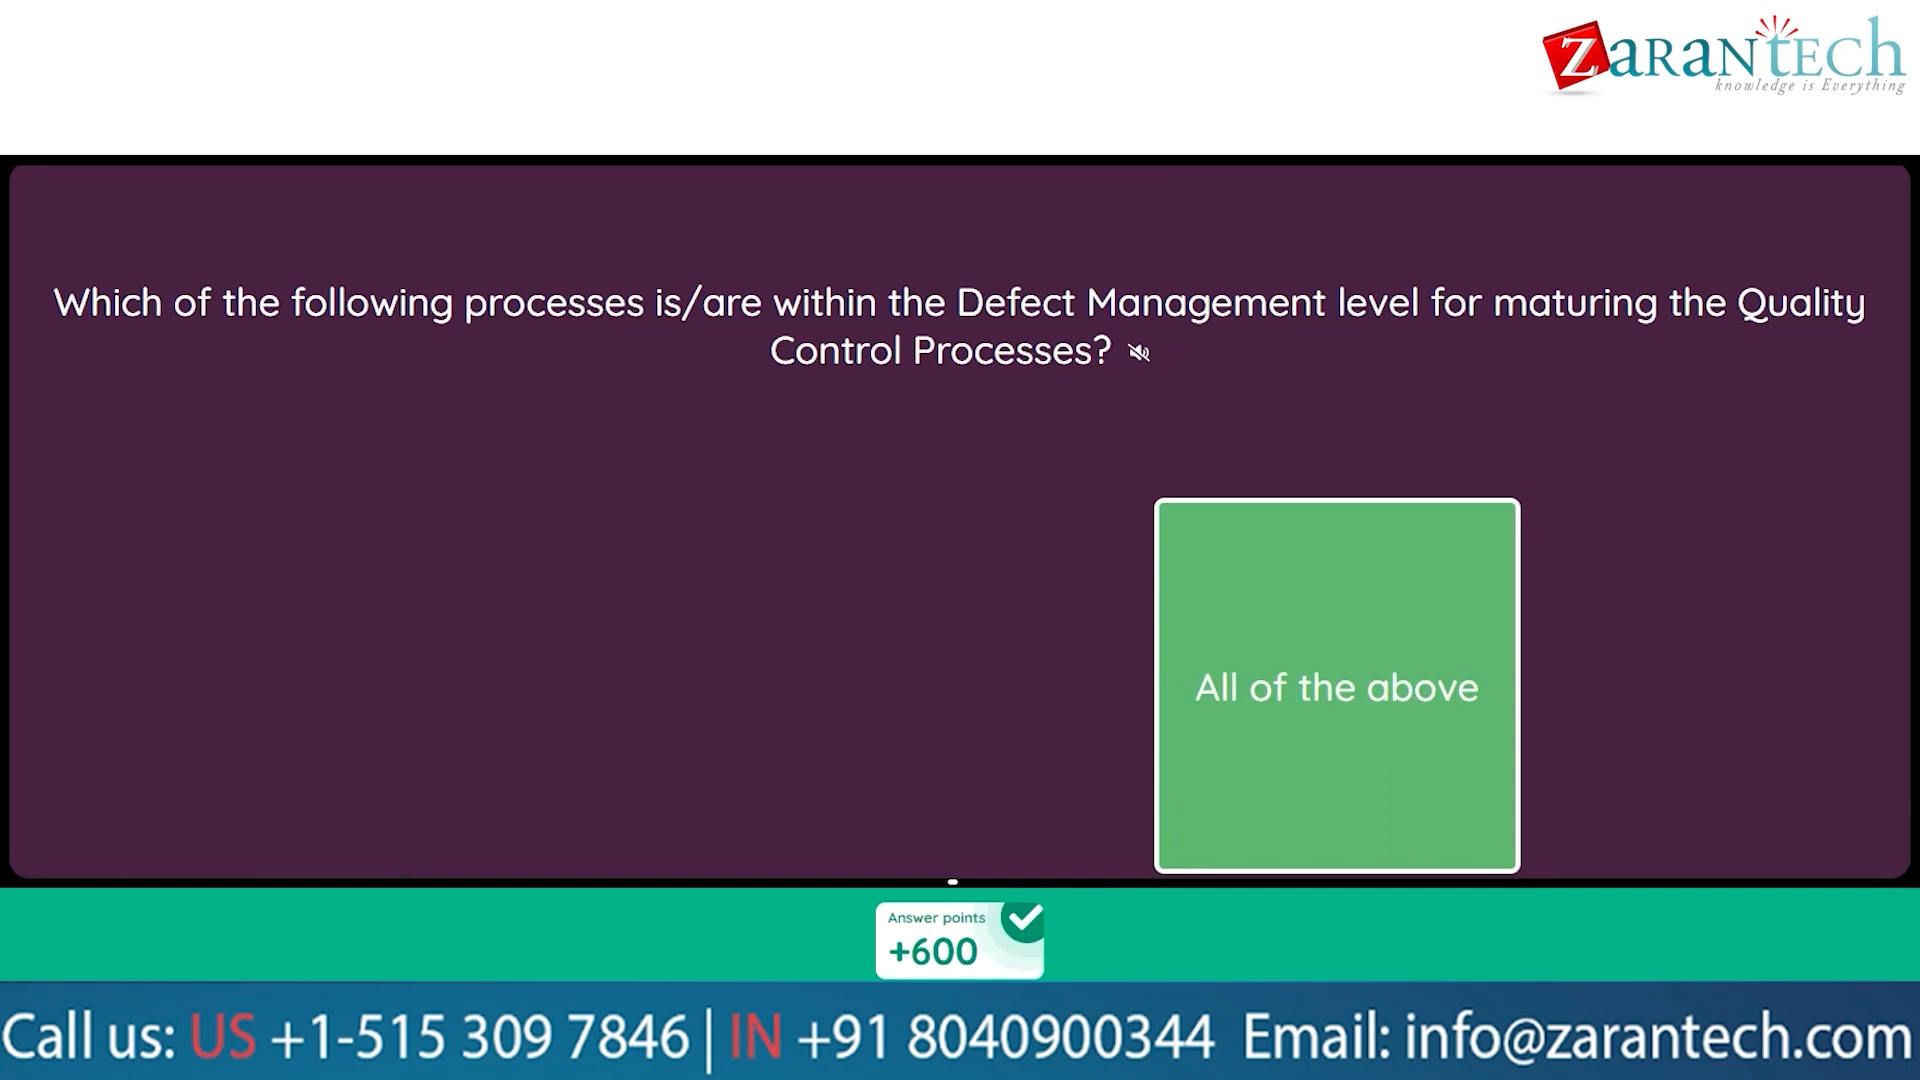 ZARANTECH
knowledge is Everything
Which of the following processes is/are within the Defect Management level for maturing the Quality
Control Processes?
All of the above
Answer points
+600
Call us: US +1-515 309 7846 | IN +91 8040900344 Email: info@zarantech.com